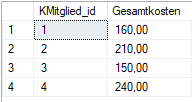 KMitglied_id Gesamtkosten
1 1 160,00
2 2 210,00
3 3 150,00
4 4 240,00